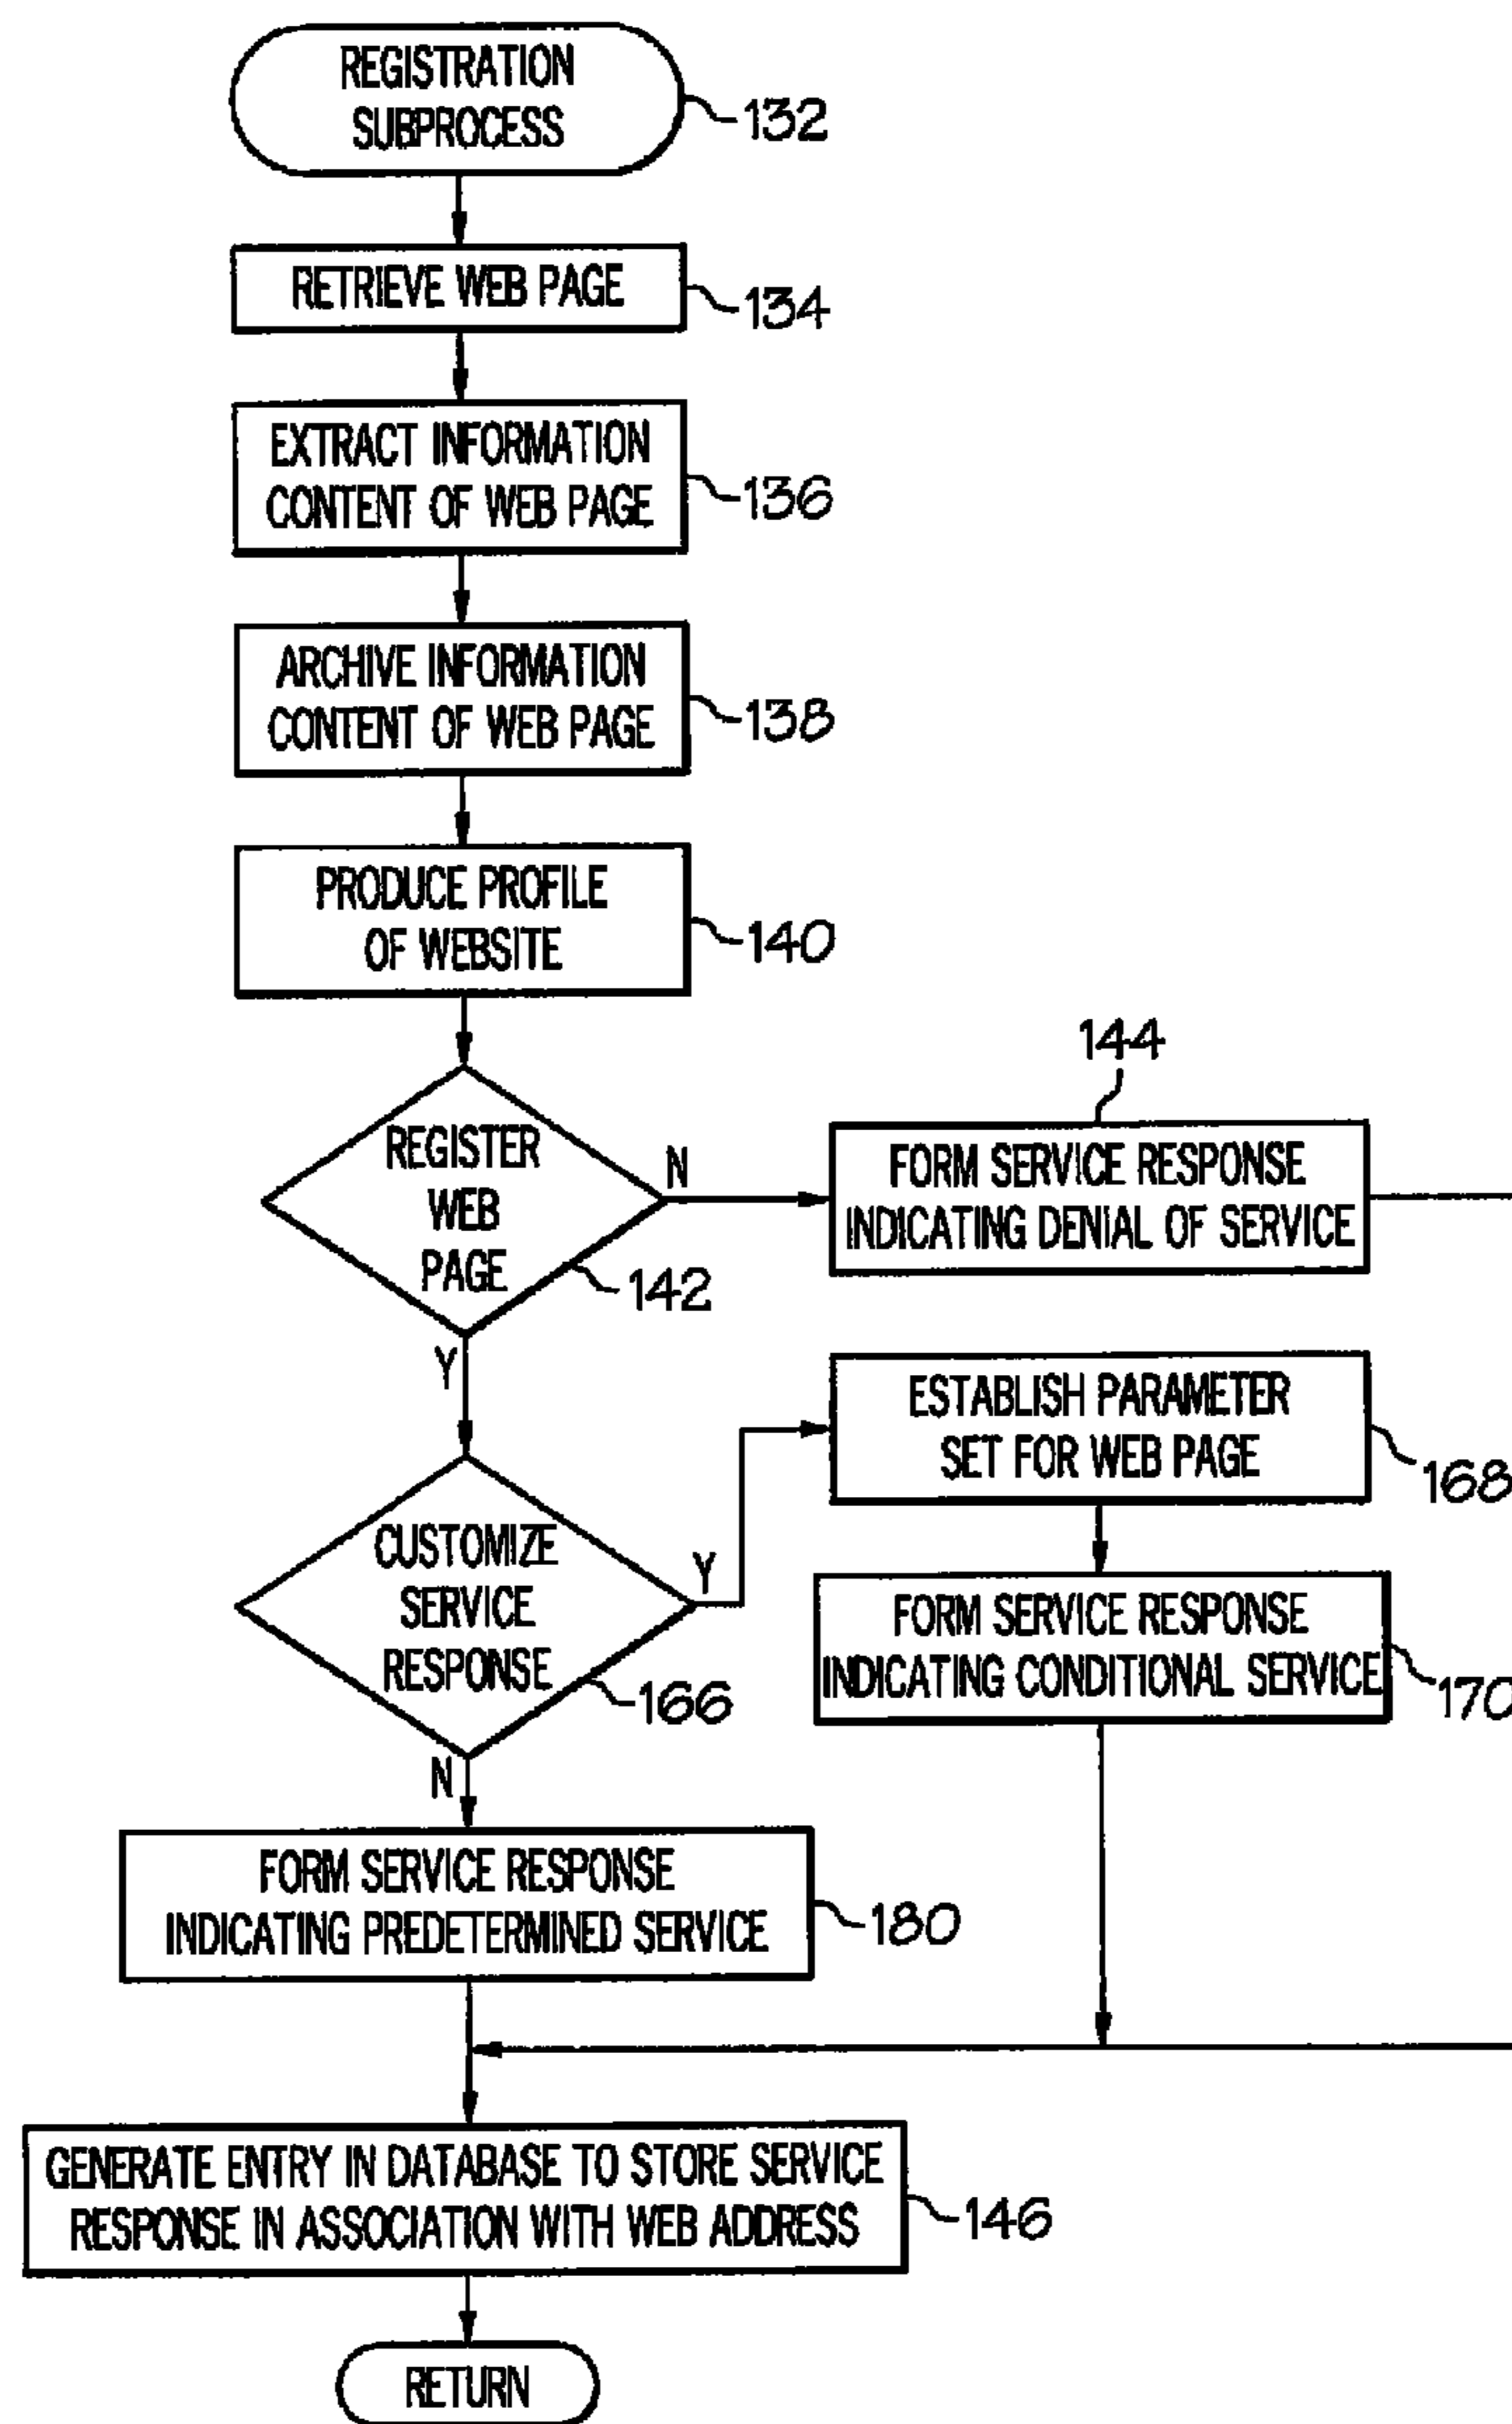 REGISTRATION
SUBPROCESS
132
RETRIEVE WEB PAGE
134
EXTRACT INFORMATION
CONTENT OF WEB PAGE
136
ARCHIVE INFORMATION
CONTENT OF WEB PAGE
138
PRODUCE PROFILE
OF WEBSITE
140
REGISTER
WEB
PAGE
142
N
Y
144
FORM SERVICE RESPONSE
INDICATING DENIAL OF SERVICE
ESTABLISH PARAMETER
SET FOR WEB PAGE
168
CUSTOMIZE
SERVICE
RESPONSE
166
Y
N
FORM SERVICE RESPONSE
INDICATING CONDITIONAL SERVICE
170
FORM SERVICE RESPONSE
INDICATING PREDETERMINED SERVICE
180
GENERATE ENTRY IN DATABASE TO STORE SERVICE
RESPONSE IN ASSOCIATION WITH WEB ADDRESS
146
RETURN